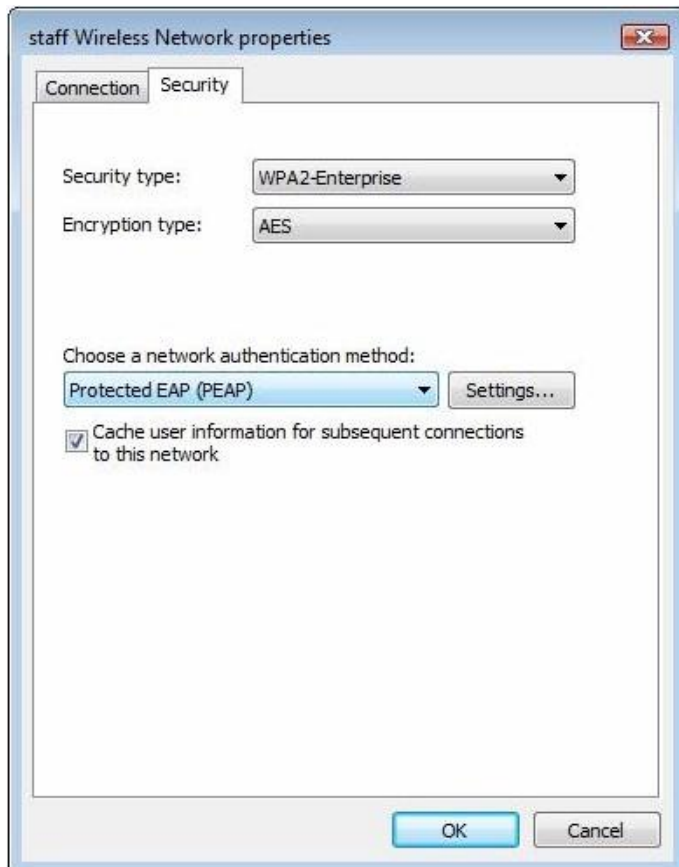 staff Wireless Network properties
Connection
Security
Security type:
WPA2-Enterprise
Encryption type:
AES
Choose a network authentication method:
Protected EAP (PEAP)
Settings...
Cache user information for subsequent connections
to this network
OK
Cancel